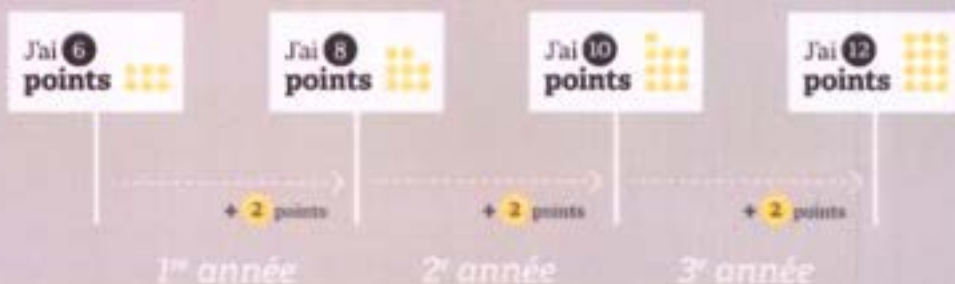 J'ai 6
points
J'ai 8
points
J'ai 10
points
J'ai 12
points
+ 2 points
+ 2 points
+ 2 points
1re année
2e année
3e année